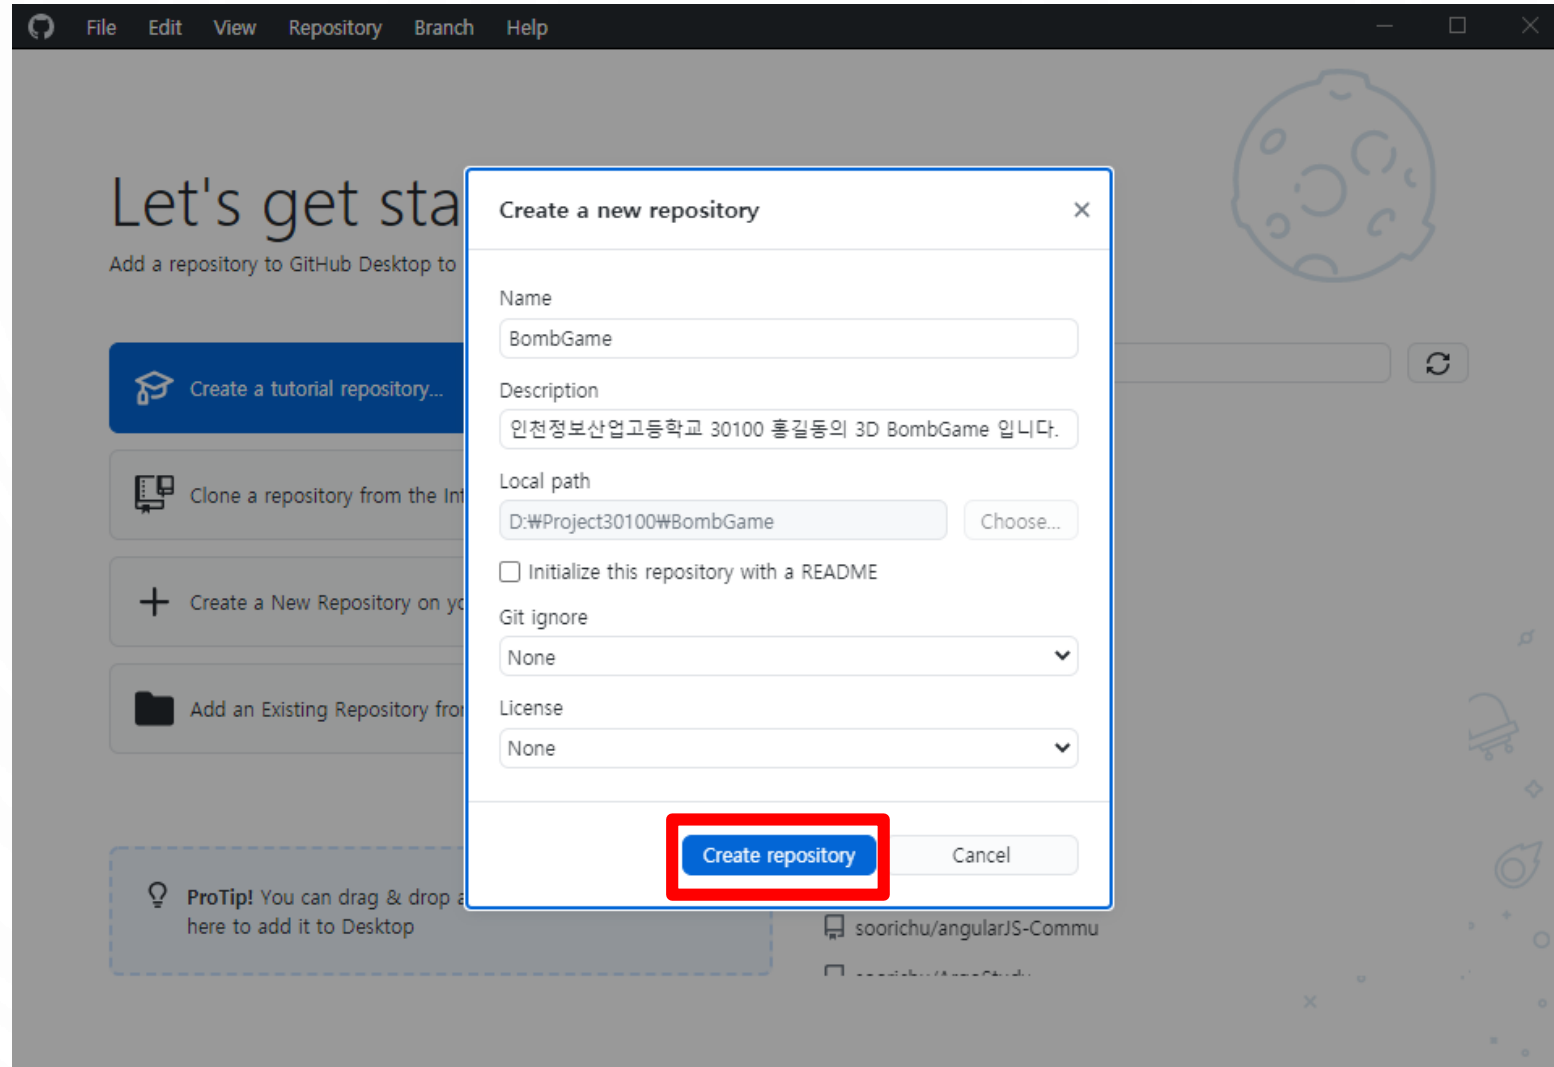 File Edit View Repository Branch Help
Let's get sta
Add a repository to GitHub Desktop to
Create a tutorial repository...
Clone a repository from the Int
Create a New Repository on yo
Add an Existing Repository from
ProTip! You can drag & drop a
here to add it to Desktop
Create a new repository
Name
BombGame
Description
인천정보산업고등학교 30100 홍길동의 3D BombGame 입니다.
Local path
D:₩Project30100₩BombGame
Choose...
Initialize this repository with a README
Git ignore
None
License
None
Create repository
Cancel
soorichu/angularJS-Commu